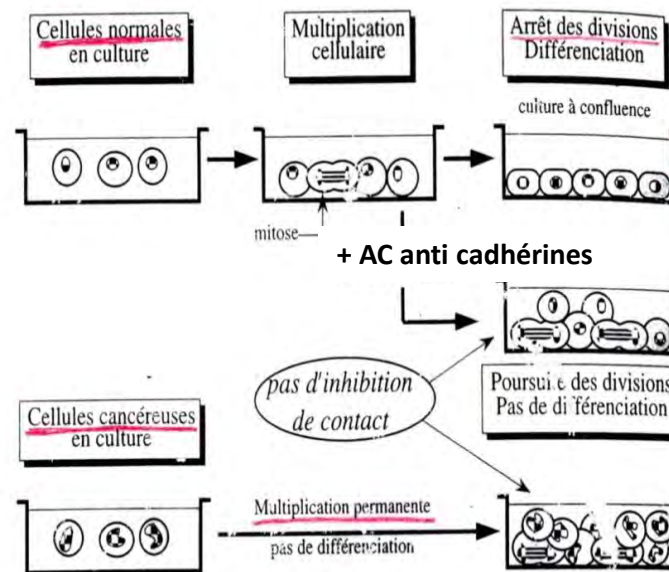 Cellules normales
en culture
Multiplication
cellulaire
Arrêt des divisions
Différenciation
culture à confluence
mitose
+ AC anti cadhérines
pas d'inhibition
de contact
Poursuite des divisions
Pas de différenciation
Cellules cancéreuses
en culture
Multiplication permanente
pas de différenciation